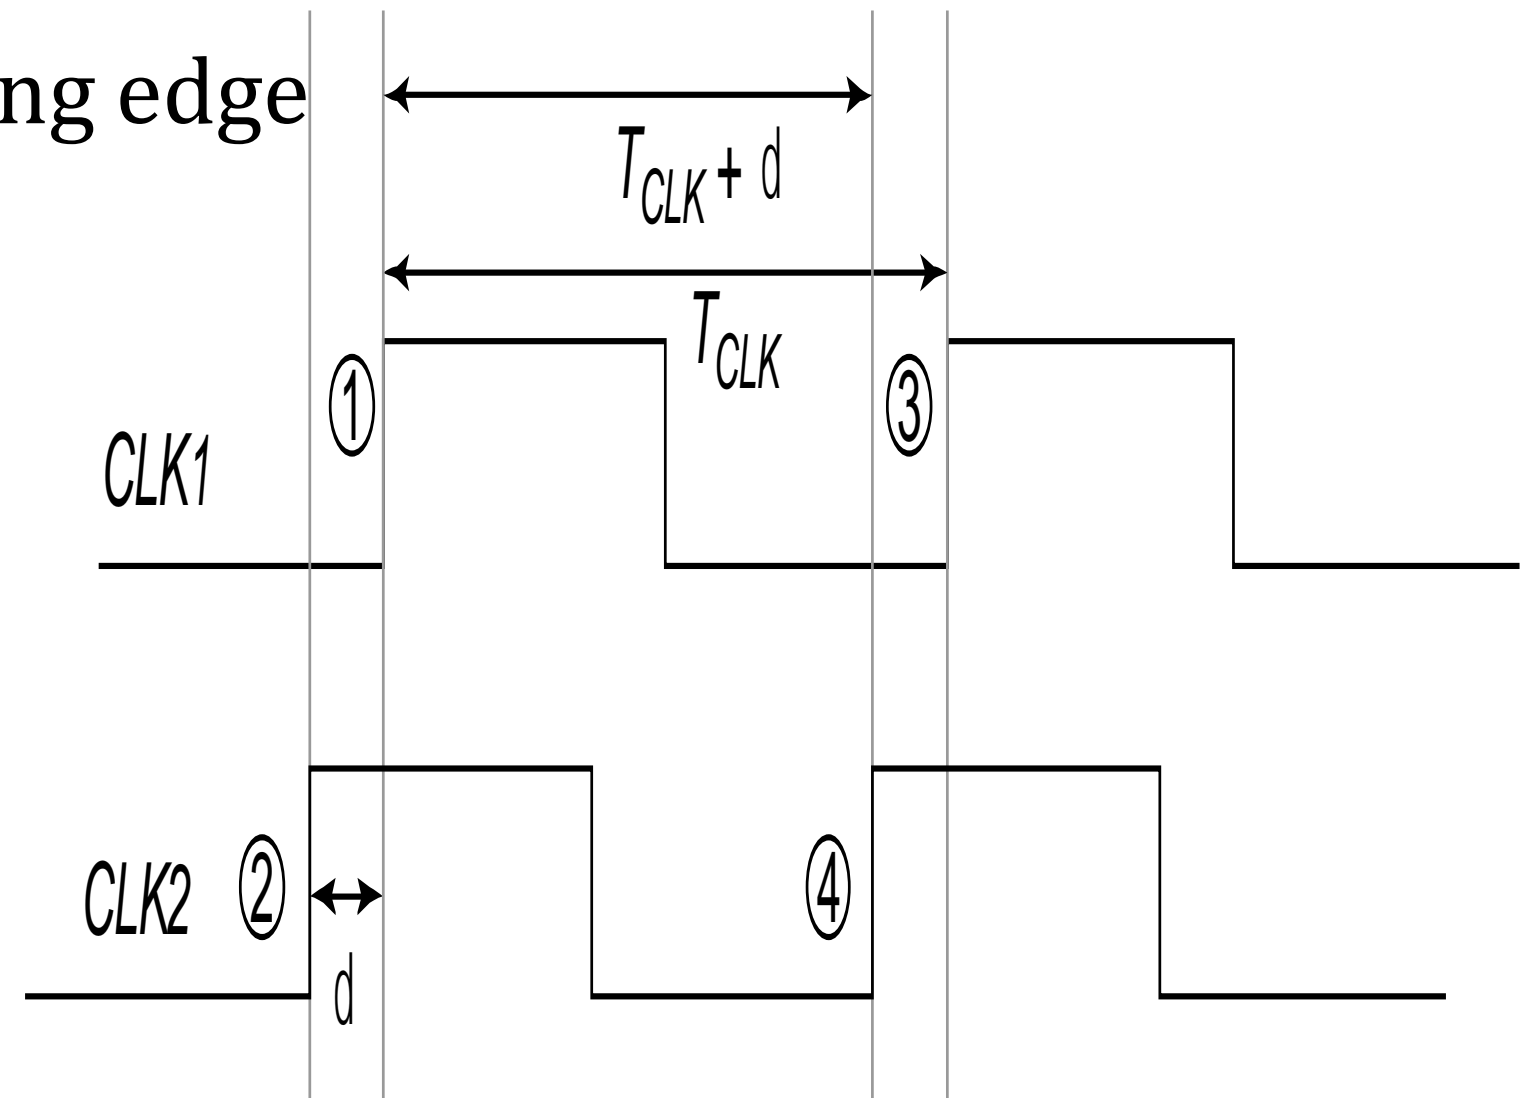 ng edge
T_CLK + d
T_CLK
① ③
CLK1
CLK2 ② ④
d